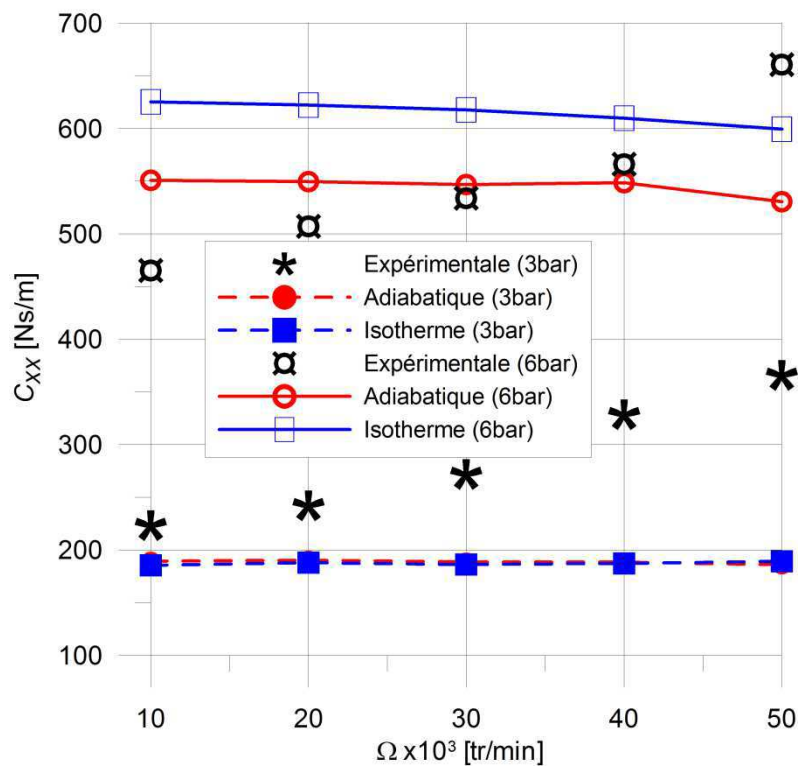 700
600
500
400
300
200
100
C_XX [Ns/m]
Expérimentale (3bar)
Adiabatique (3bar)
Isotherme (3bar)
Expérimentale (6bar)
Adiabatique (6bar)
Isotherme (6bar)
10 20 30 40 50
Ω x10³ [tr/min]